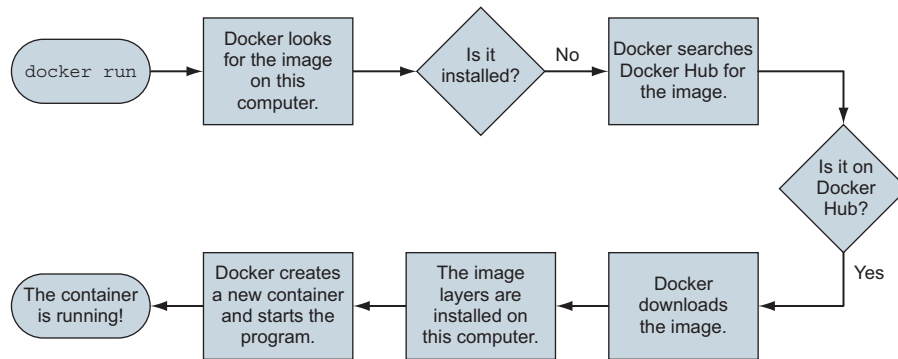 docker run
Docker looks
for the image
on this
computer.
Is it
installed?
No
Docker searches
Docker Hub for
the image.
Is it on
Docker
Hub?
Yes
Docker
downloads
the image.
The image
layers are
installed on
this computer.
Docker creates
a new container
and starts the
program.
The container
is running!